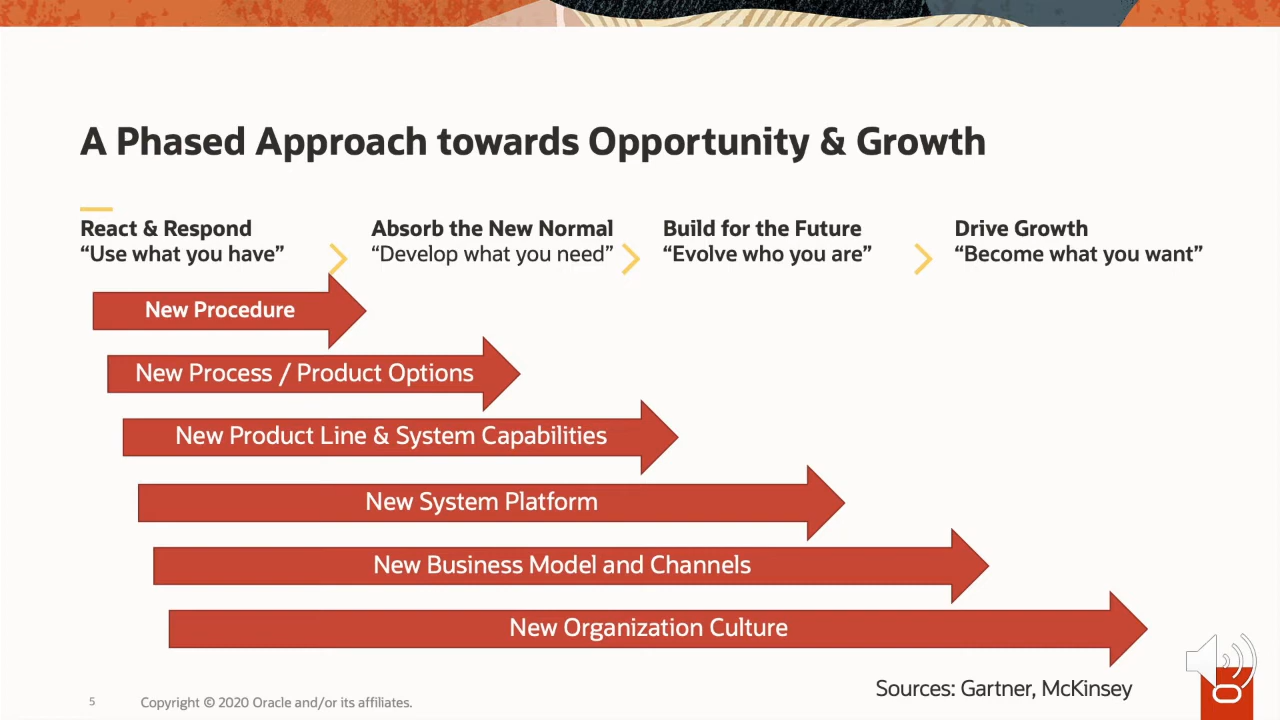 A Phased Approach towards Opportunity & Growth
React & Respond
“Use what you have”
Absorb the New Normal
“Develop what you need”
Build for the Future
“Evolve who you are”
Drive Growth
“Become what you want”
New Procedure
New Process / Product Options
New Product Line & System Capabilities
New System Platform
New Business Model and Channels
New Organization Culture
Sources: Gartner, McKinsey
5
Copyright © 2020 Oracle and/or its affiliates.